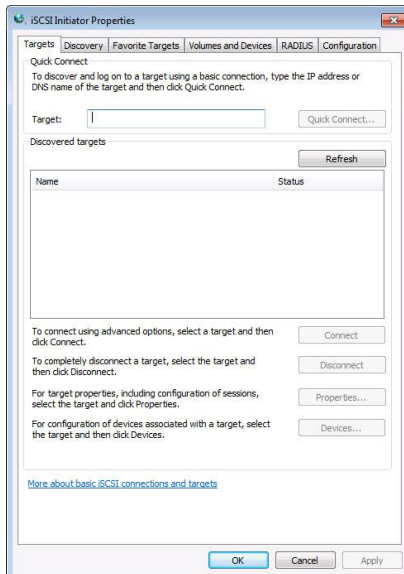 iSCSI Initiator Properties
Targets Discovery Favorite Targets Volumes and Devices RADIUS Configuration
Quick Connect
To discover and log on to a target using a basic connection, type the IP address or
DNS name of the target and then click Quick Connect.
Target:
Quick Connect...
Discovered targets
Refresh
Name Status
To connect using advanced options, select a target and then
click Connect.
Connect
To completely disconnect a target, select the target and
then click Disconnect.
Disconnect
For target properties, including configuration of sessions,
select the target and click Properties.
Properties...
For configuration of devices associated with a target, select
the target and then click Devices.
Devices...
More about basic iSCSI connections and targets
OK Cancel Apply